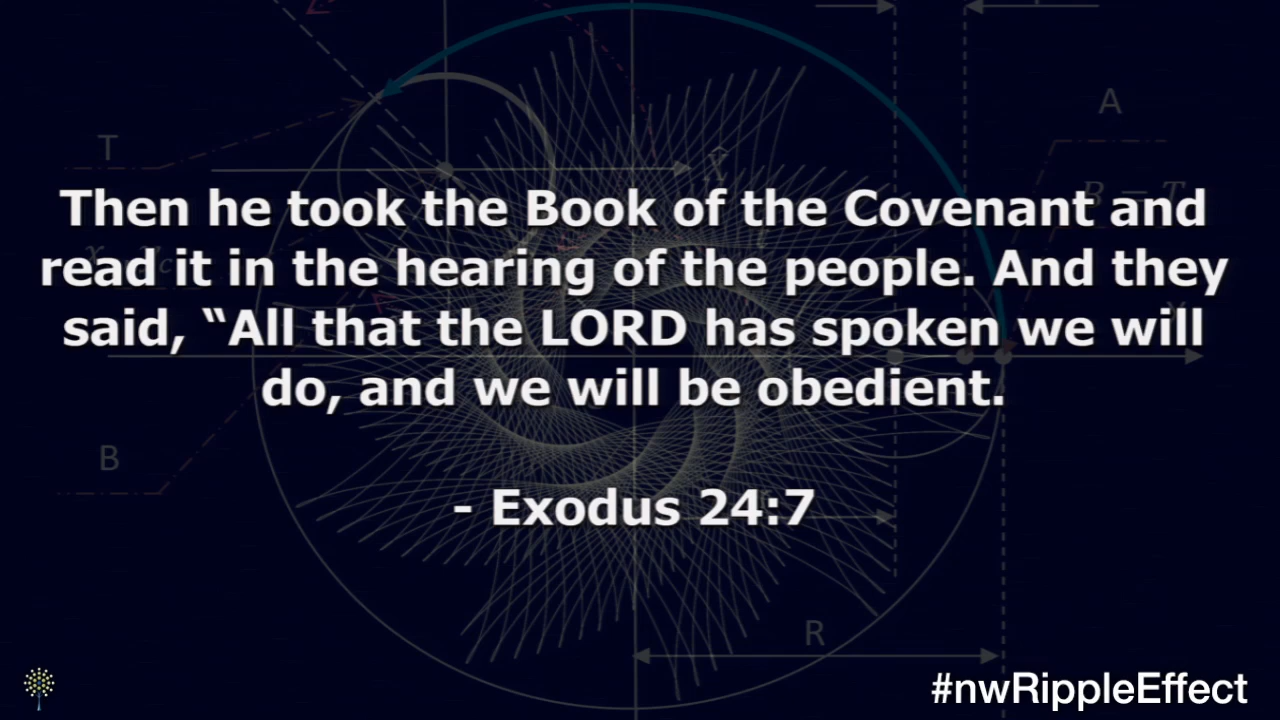 A
T
B – T
Then he took the Book of the Covenant and
read it in the hearing of the people. And they
said, “All that the LORD has spoken we will
do, and we will be obedient.
B
- Exodus 24:7
R
#nwRippleEffect